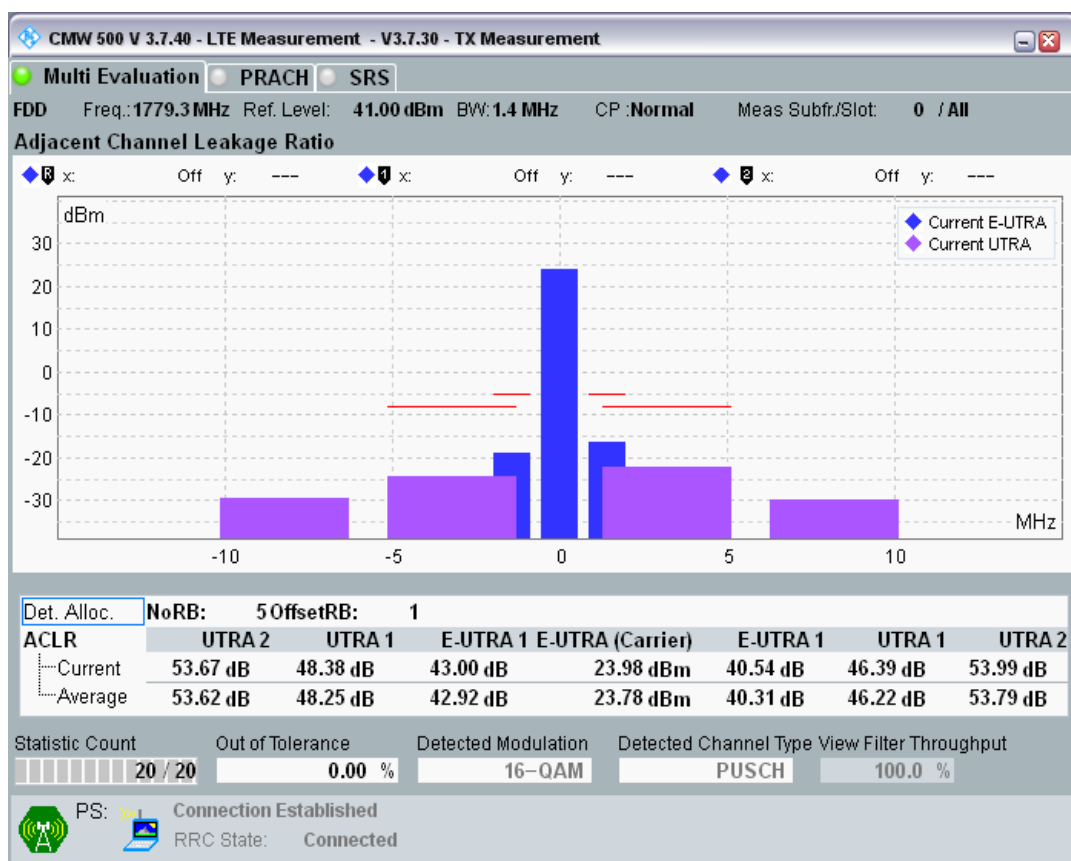 CMW 500 V 3.7.40 - LTE Measurement - V3.7.30 - TX Measurement
Multi Evaluation PRACH SRS
FDD Freq.: 1779.3 MHz Ref. Level: 41.00 dBm BW: 1.4 MHz CP :Normal Meas Subfr./Slot: 0 / All
Adjacent Channel Leakage Ratio
R x: Off y: --- 1 x: Off y: --- 2 x: Off y: ---
dBm
Current E-UTRA
Current UTRA
30
20
10
0
-10
-20
-30
MHz
-10 -5 0 5 10
Det. Alloc. NoRB: 5 OffsetRB: 1
ACLR UTRA 2 UTRA 1 E-UTRA 1 E-UTRA (Carrier) E-UTRA 1 UTRA 1 UTRA 2
Current 53.67 dB 48.38 dB 43.00 dB 23.98 dBm 40.54 dB 46.39 dB 53.99 dB
Average 53.62 dB 48.25 dB 42.92 dB 23.78 dBm 40.31 dB 46.22 dB 53.79 dB
Statistic Count Out of Tolerance Detected Modulation Detected Channel Type View Filter Throughput
20 / 20 0.00 % 16-QAM PUSCH 100.0 %
PS: Connection Established
RRC State: Connected